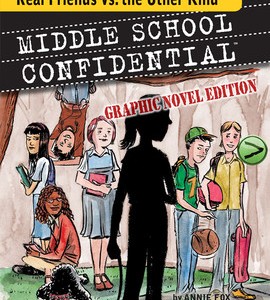 Real Friends vs. the Other Kind
MIDDLE SCHOOL
CONFIDENTIAL
GRAPHIC NOVEL EDITION
by ANNIE FOX